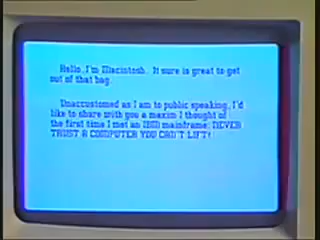 Hello, I'm Macintosh. It sure is great to get
out of that bag.
Unaccustomed as I am to public speaking, I'd
like to share with you a maxim I thought of
the first time I met an IBM mainframe: NEVER
TRUST A COMPUTER YOU CAN'T LIFT!